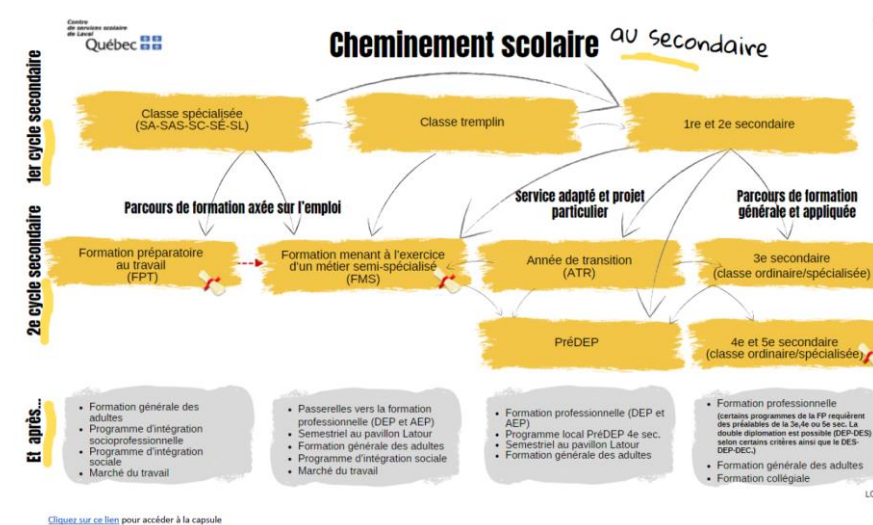 Centre
de services scolaire
de Laval
Québec
Cheminement scolaire au secondaire
1er cycle secondaire
Classe spécialisée
(SA-SAS-SC-SÉ-SL)
Classe tremplin
1re et 2e secondaire
Parcours de formation axée sur l'emploi
Service adapté et projet
particulier
Parcours de formation
générale et appliquée
2e cycle secondaire
Formation préparatoire
au travail
(FPT)
Formation menant à l'exercice
d'un métier semi-spécialisé
(FMS)
Année de transition
(ATR)
3e secondaire
(classe ordinaire/spécialisée)
PréDEP
4e et 5e secondaire
(classe ordinaire/spécialisée)
Et après...
• Formation générale des
adultes
• Programme d'intégration
socioprofessionnelle
• Programme d'intégration
sociale
• Marché du travail
• Passerelles vers la formation
professionnelle (DEP et AEP)
• Semestriel au pavillon Latour
• Formation générale des adultes
• Programme d'intégration sociale
• Marché du travail
• Formation professionnelle (DEP et
AEP)
• Programme local PréDEP 4e sec.
• Semestriel au pavillon Latour
• Formation générale des adultes
• Formation professionnelle
(certains programmes de la FP requièrent
des préalables de la 3e,4e ou 5e sec. La
double diplomation est possible (DEP-DES)
selon certains critères ainsi que le DES-
DEP-DEC.)
• Formation générale des adultes
• Formation collégiale
Cliquez sur ce lien pour accéder à la capsule